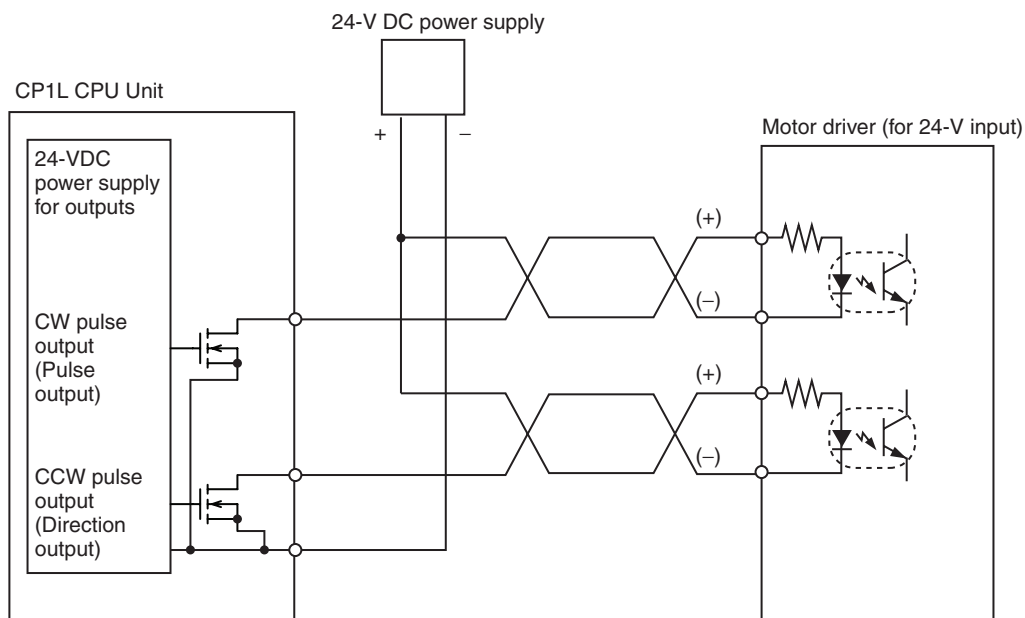 24-V DC power supply
CP1L CPU Unit
+ −
Motor driver (for 24-V input)
24-VDC
power supply
for outputs
(+)
(−)
CW pulse
output
(Pulse
output)
(+)
(−)
CCW pulse
output
(Direction
output)